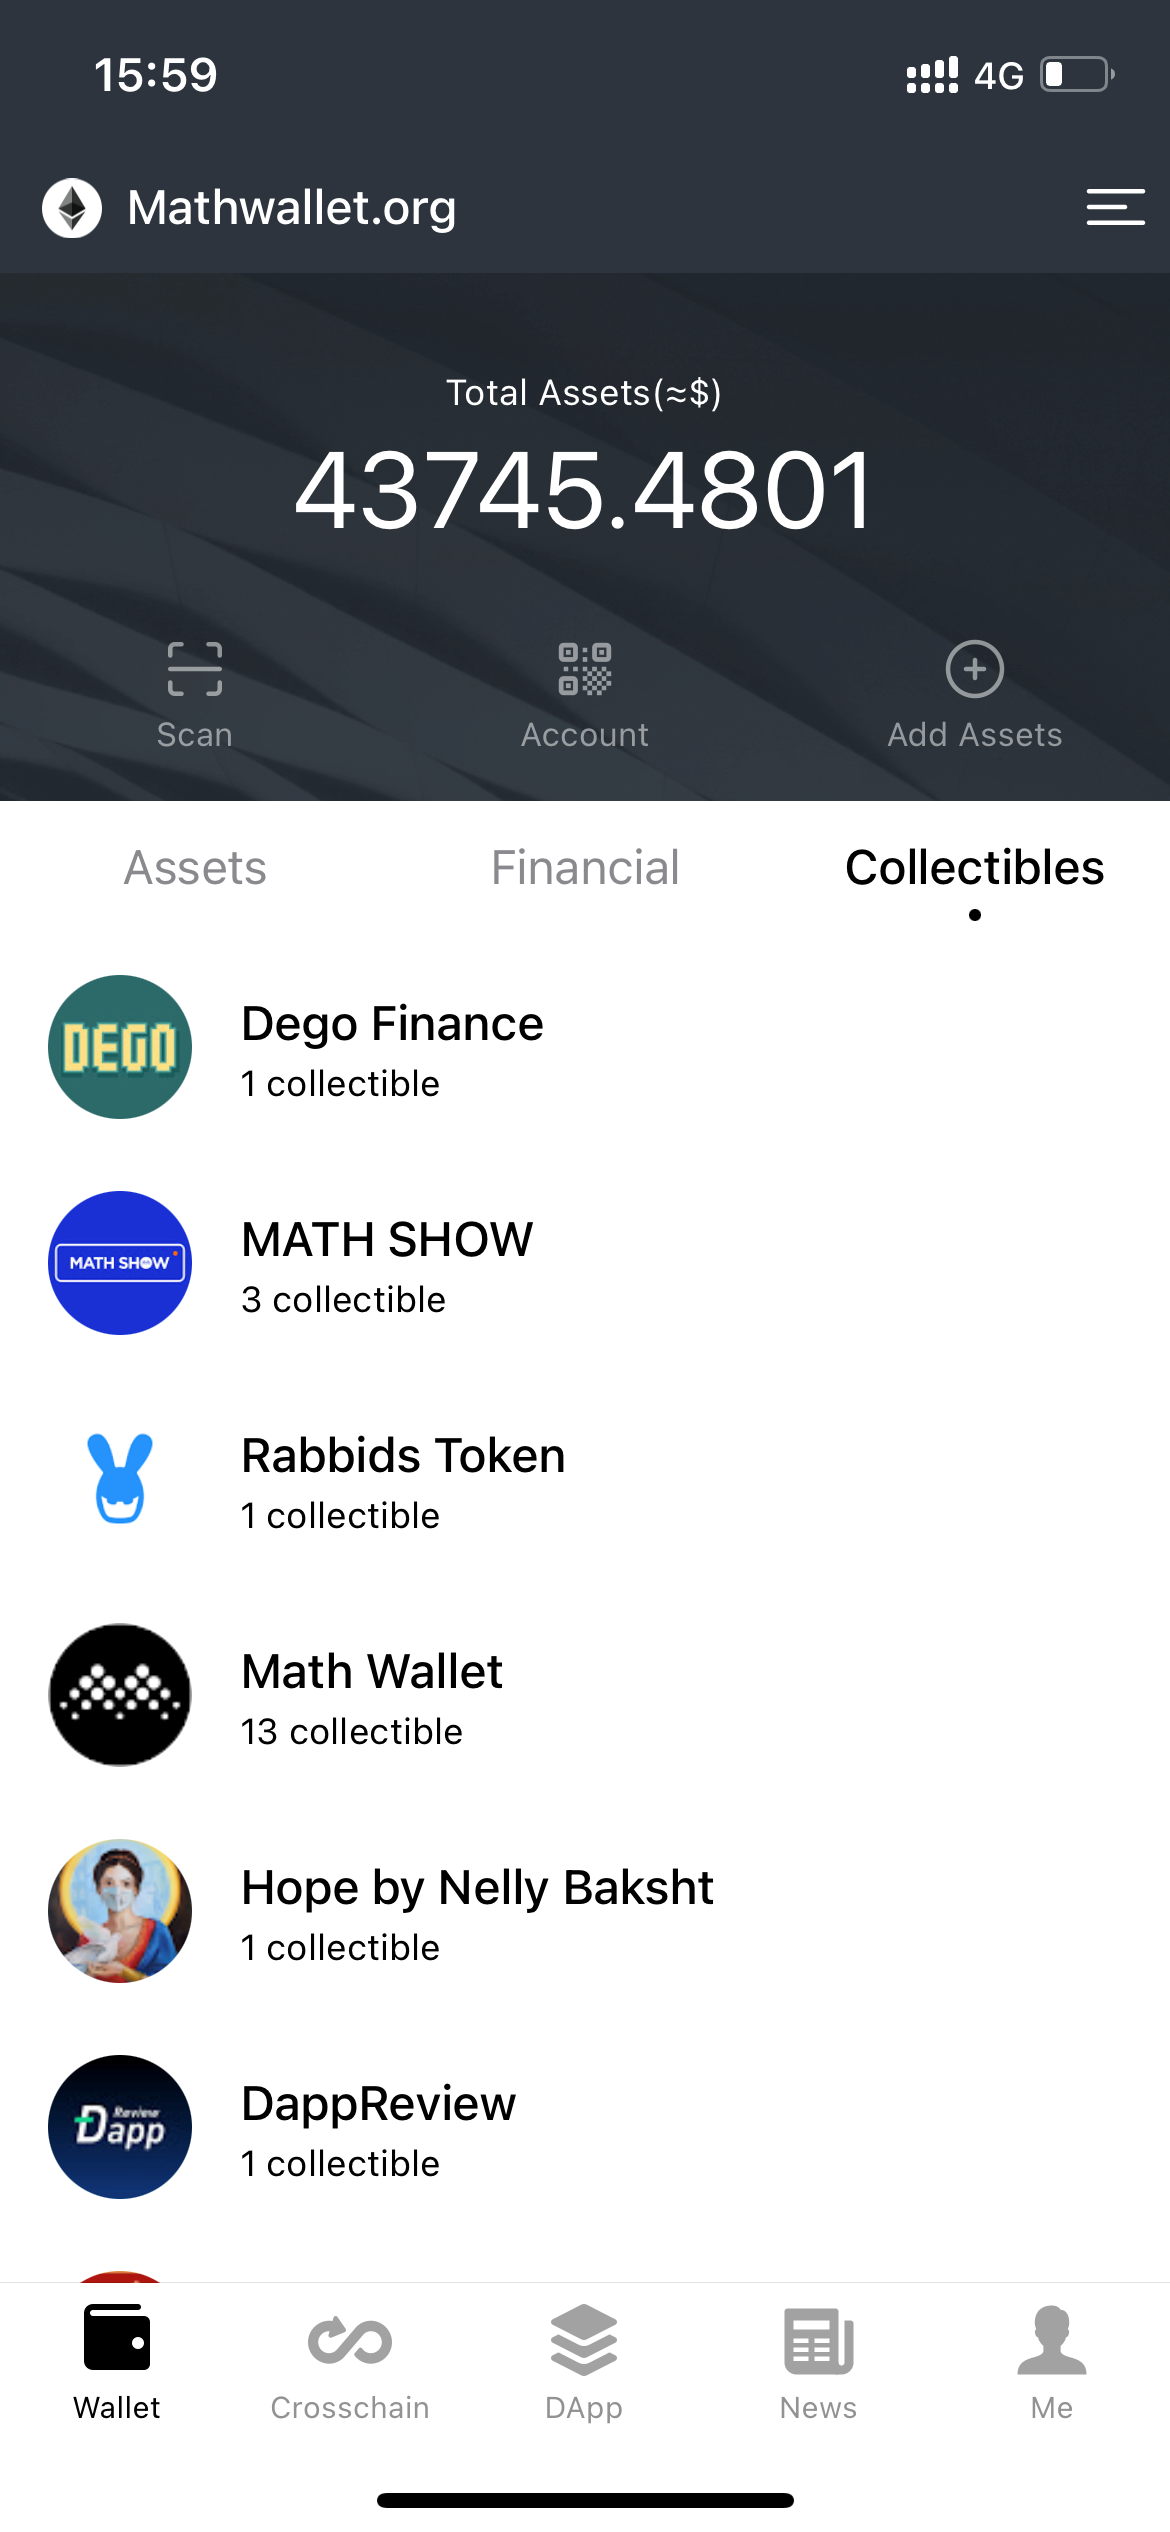 15:59
4G
Mathwallet.org
Total Assets(≈$)
43745.4801
Scan
Account
Add Assets
Assets
Financial
Collectibles
DEGO
Dego Finance
1 collectible
MATH SHOW
MATH SHOW
3 collectible
Rabbids Token
1 collectible
Math Wallet
13 collectible
Hope by Nelly Baksht
1 collectible
Review
Dapp
DappReview
1 collectible
Wallet
Crosschain
DApp
News
Me